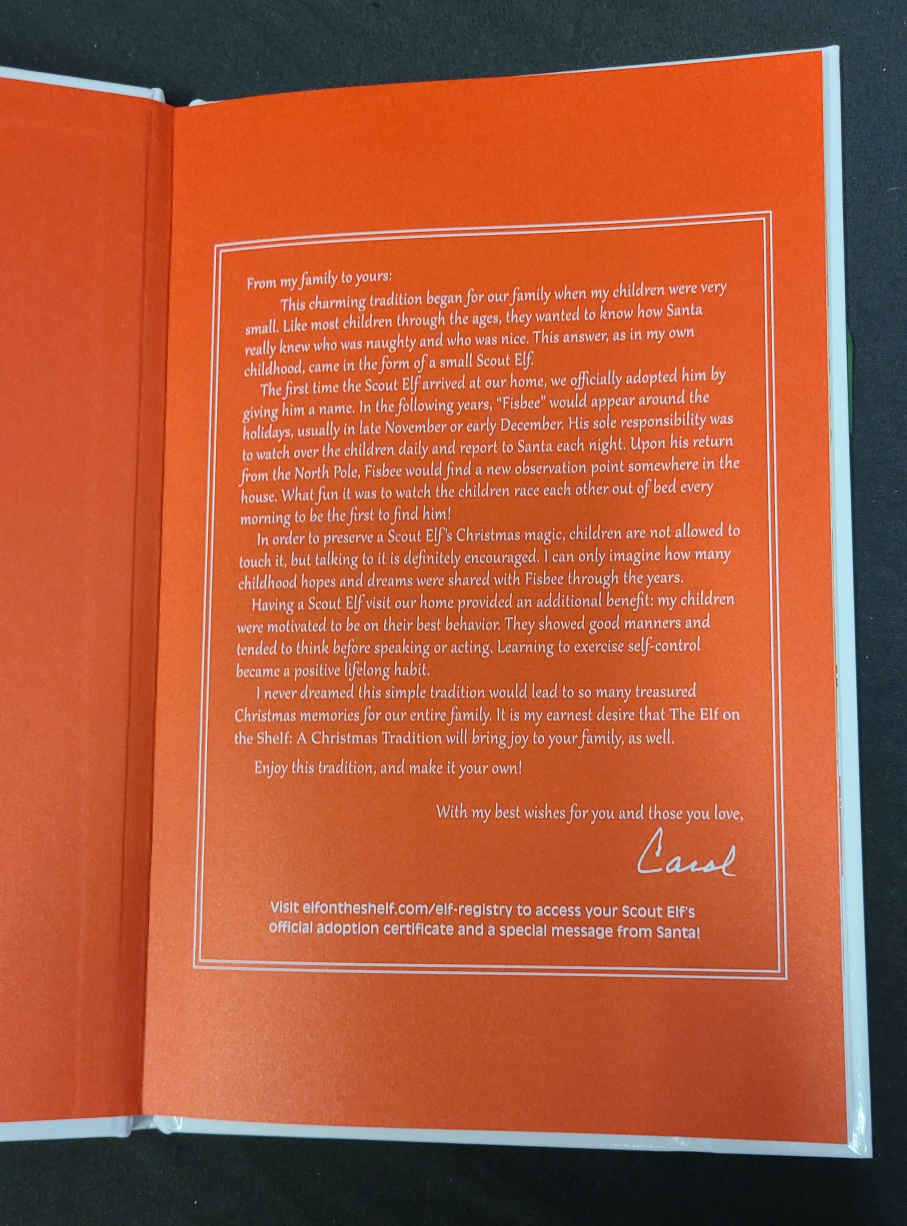 From my family to yours:
This charming tradition began for our family when my children were very
small. Like most children through the ages, they wanted to know how Santa
really knew who was naughty and who was nice. This answer, as in my own
childhood, came in the form of a small Scout Elf.
The first time the Scout Elf arrived at our home, we officially adopted him by
giving him a name. In the following years, "Fisbee" would appear around the
holidays, usually in late November or early December. His sole responsibility was
to watch over the children daily and report to Santa each night. Upon his return
from the North Pole, Fisbee would find a new observation point somewhere in the
house. What fun it was to watch the children race each other out of bed every
morning to be the first to find him!
In order to preserve a Scout Elf's Christmas magic, children are not allowed to
touch it, but talking to it is definitely encouraged. I can only imagine how many
childhood hopes and dreams were shared with Fisbee through the years.
Having a Scout Elf visit our home provided an additional benefit: my children
were motivated to be on their best behavior. They showed good manners and
tended to think before speaking or acting. Learning to exercise self-control
became a positive lifelong habit.
I never dreamed this simple tradition would lead to so many treasured
Christmas memories for our entire family. It is my earnest desire that The Elf on
the Shelf: A Christmas Tradition will bring joy to your family, as well.
Enjoy this tradition, and make it your own!
With my best wishes for you and those you love,
Carol
Visit elfontheshelf.com/elf-registry to access your Scout Elf's
official adoption certificate and a special message from Santa!